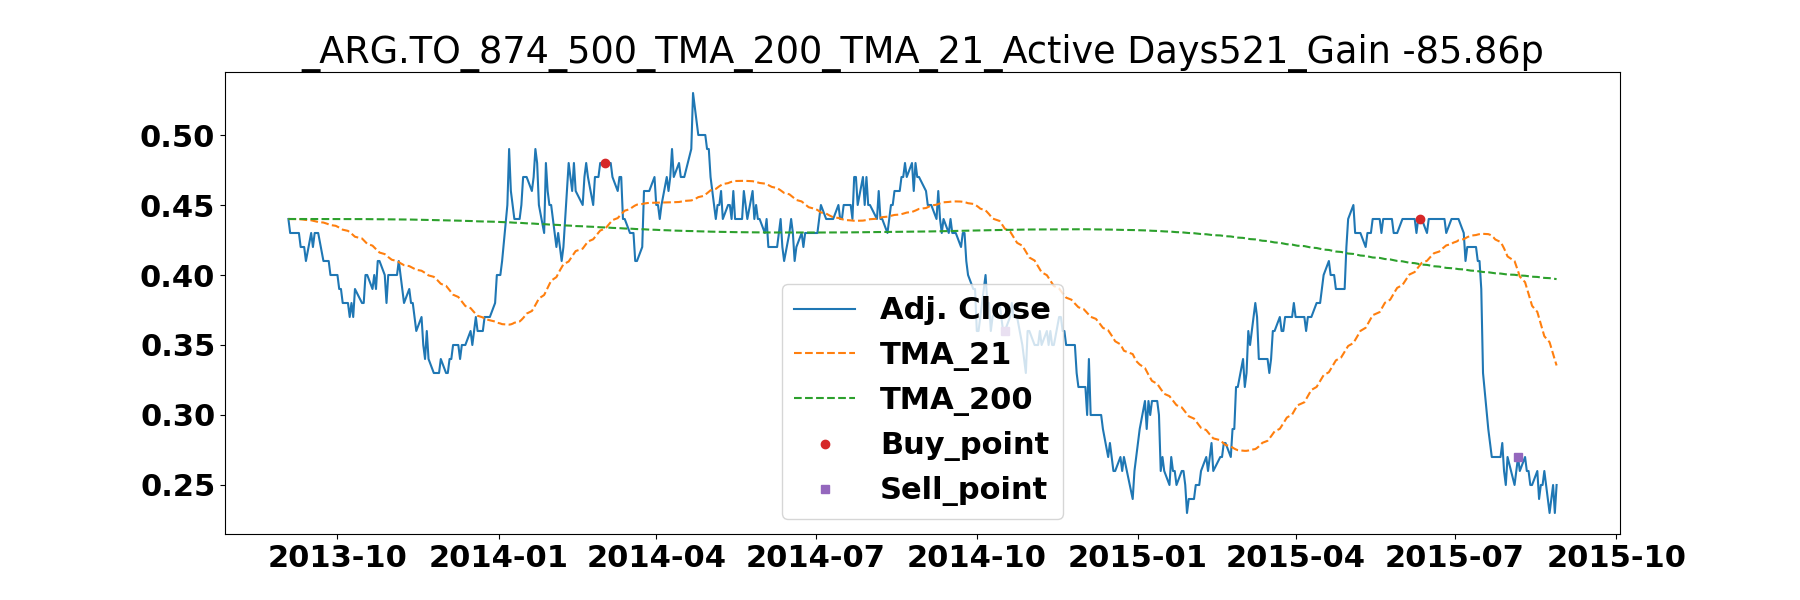 _ARG.TO_874_500_TMA_200_TMA_21_Active Days521_Gain -85.86p
0.50
0.45
0.40
0.35
0.30
0.25
Adj. Close
TMA_21
TMA_200
Buy_point
Sell_point
2013-10 2014-01 2014-04 2014-07 2014-10 2015-01 2015-04 2015-07 2015-10